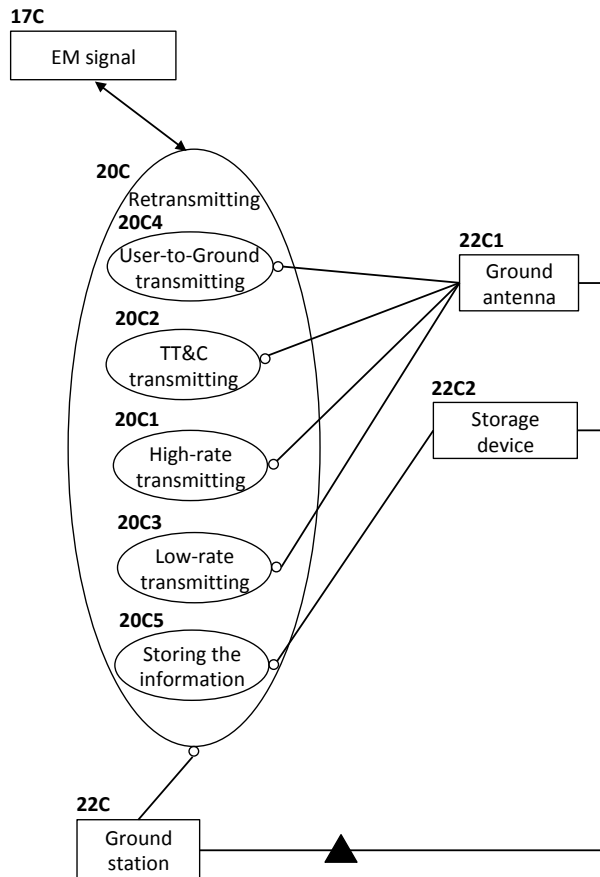 17C
EM signal
20C
Retransmitting
20C4
User-to-Ground
transmitting
22C1
Ground
antenna
20C2
TT&C
transmitting
22C2
Storage
device
20C1
High-rate
transmitting
20C3
Low-rate
transmitting
20C5
Storing the
information
22C
Ground
station